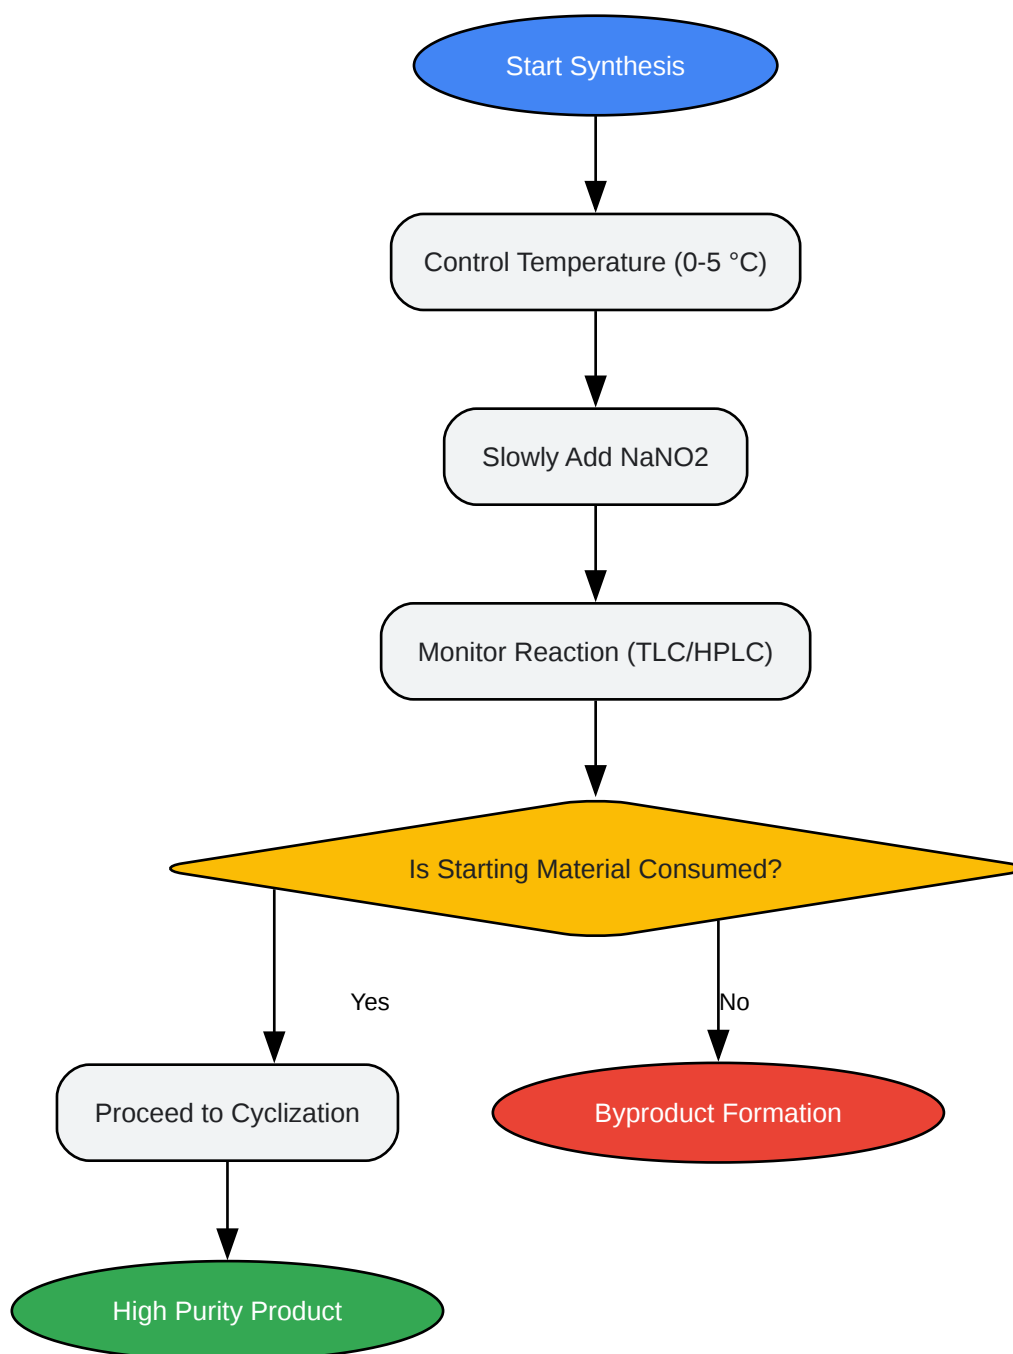 Start Synthesis
Control Temperature (0-5 °C)
Slowly Add NaNO2
Monitor Reaction (TLC/HPLC)
Is Starting Material Consumed?
Yes
No
Proceed to Cyclization
Byproduct Formation
High Purity Product